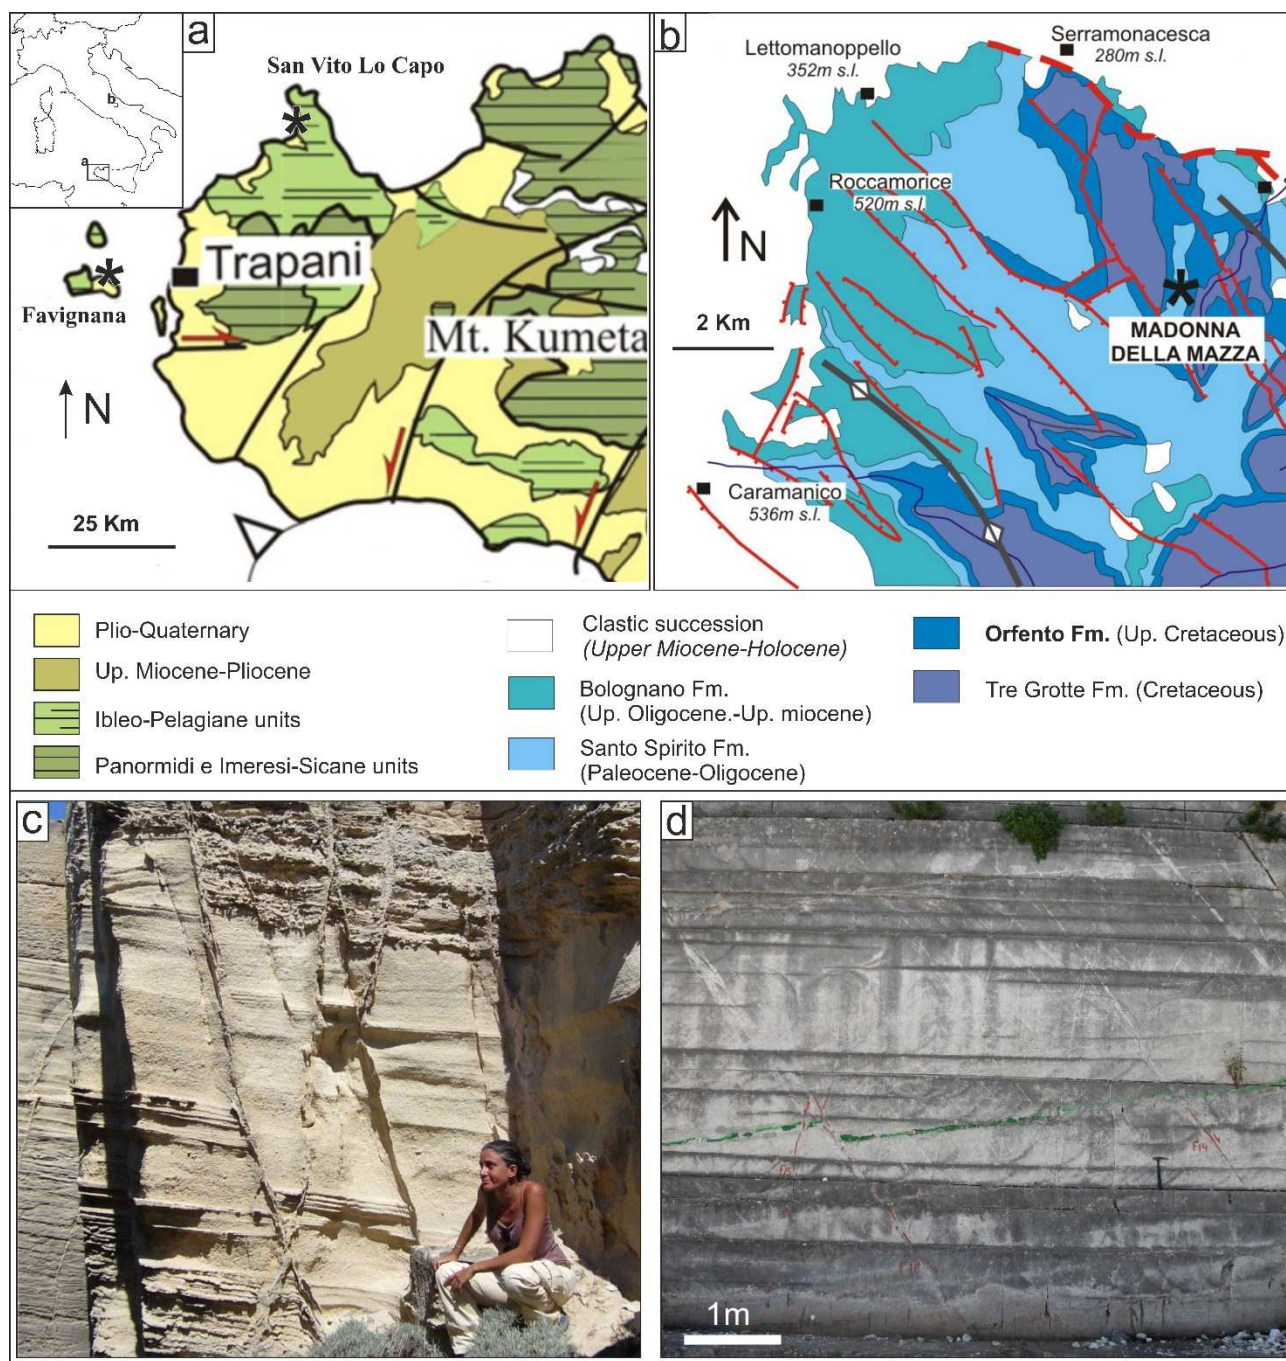 a
b
a
San Vito Lo Capo
*
Trapani
*
Favignana
Mt. Kumeta
N
25 Km
b
Lettomanoppello
352m s.l.
Serramonacesca
280m s.l.
Roccamorice
520m s.l.
N
2 Km
*
MADONNA
DELLA MAZZA
Caramanico
536m s.l.
Plio-Quaternary
Up. Miocene-Pliocene
Ibleo-Pelagiane units
Panormidi e Imeresi-Sicane units
Clastic succession
(Upper Miocene-Holocene)
Bolognano Fm.
(Up. Oligocene.-Up. miocene)
Santo Spirito Fm.
(Paleocene-Oligocene)
Orfento Fm. (Up. Cretaceous)
Tre Grotte Fm. (Cretaceous)
c
d
F14
1m